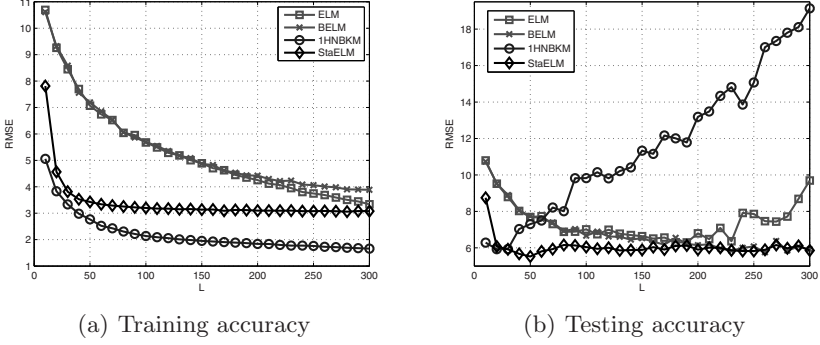 11
10
9
8
7
6
5
4
3
2
1
RMSE
0
50
100
150
200
250
300
L
ELM
BELM
1HNBKM
StaELM
(a) Training accuracy
18
16
14
12
10
8
6
RMSE
0
50
100
150
200
250
300
L
ELM
BELM
1HNBKM
StaELM
(b) Testing accuracy